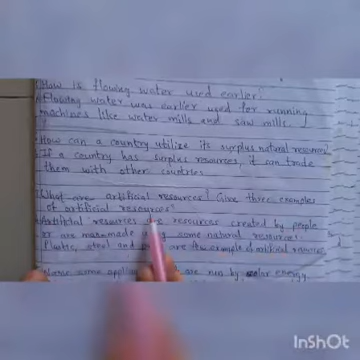 How is flowing water used earlier?
Flowing water was earlier used for running
machines like water mills and saw mills.
How can a country utilize its surplus natural resources?
If a country has surplus resources, it can trade
them with other countries.
What are artificial resources? Give three examples
of artificial resources?
Artificial resources are resources created by people
or are man made using some natural resources.
Plastic, steel and are few example of artificial
Name some are run by solar energy.
InShOt